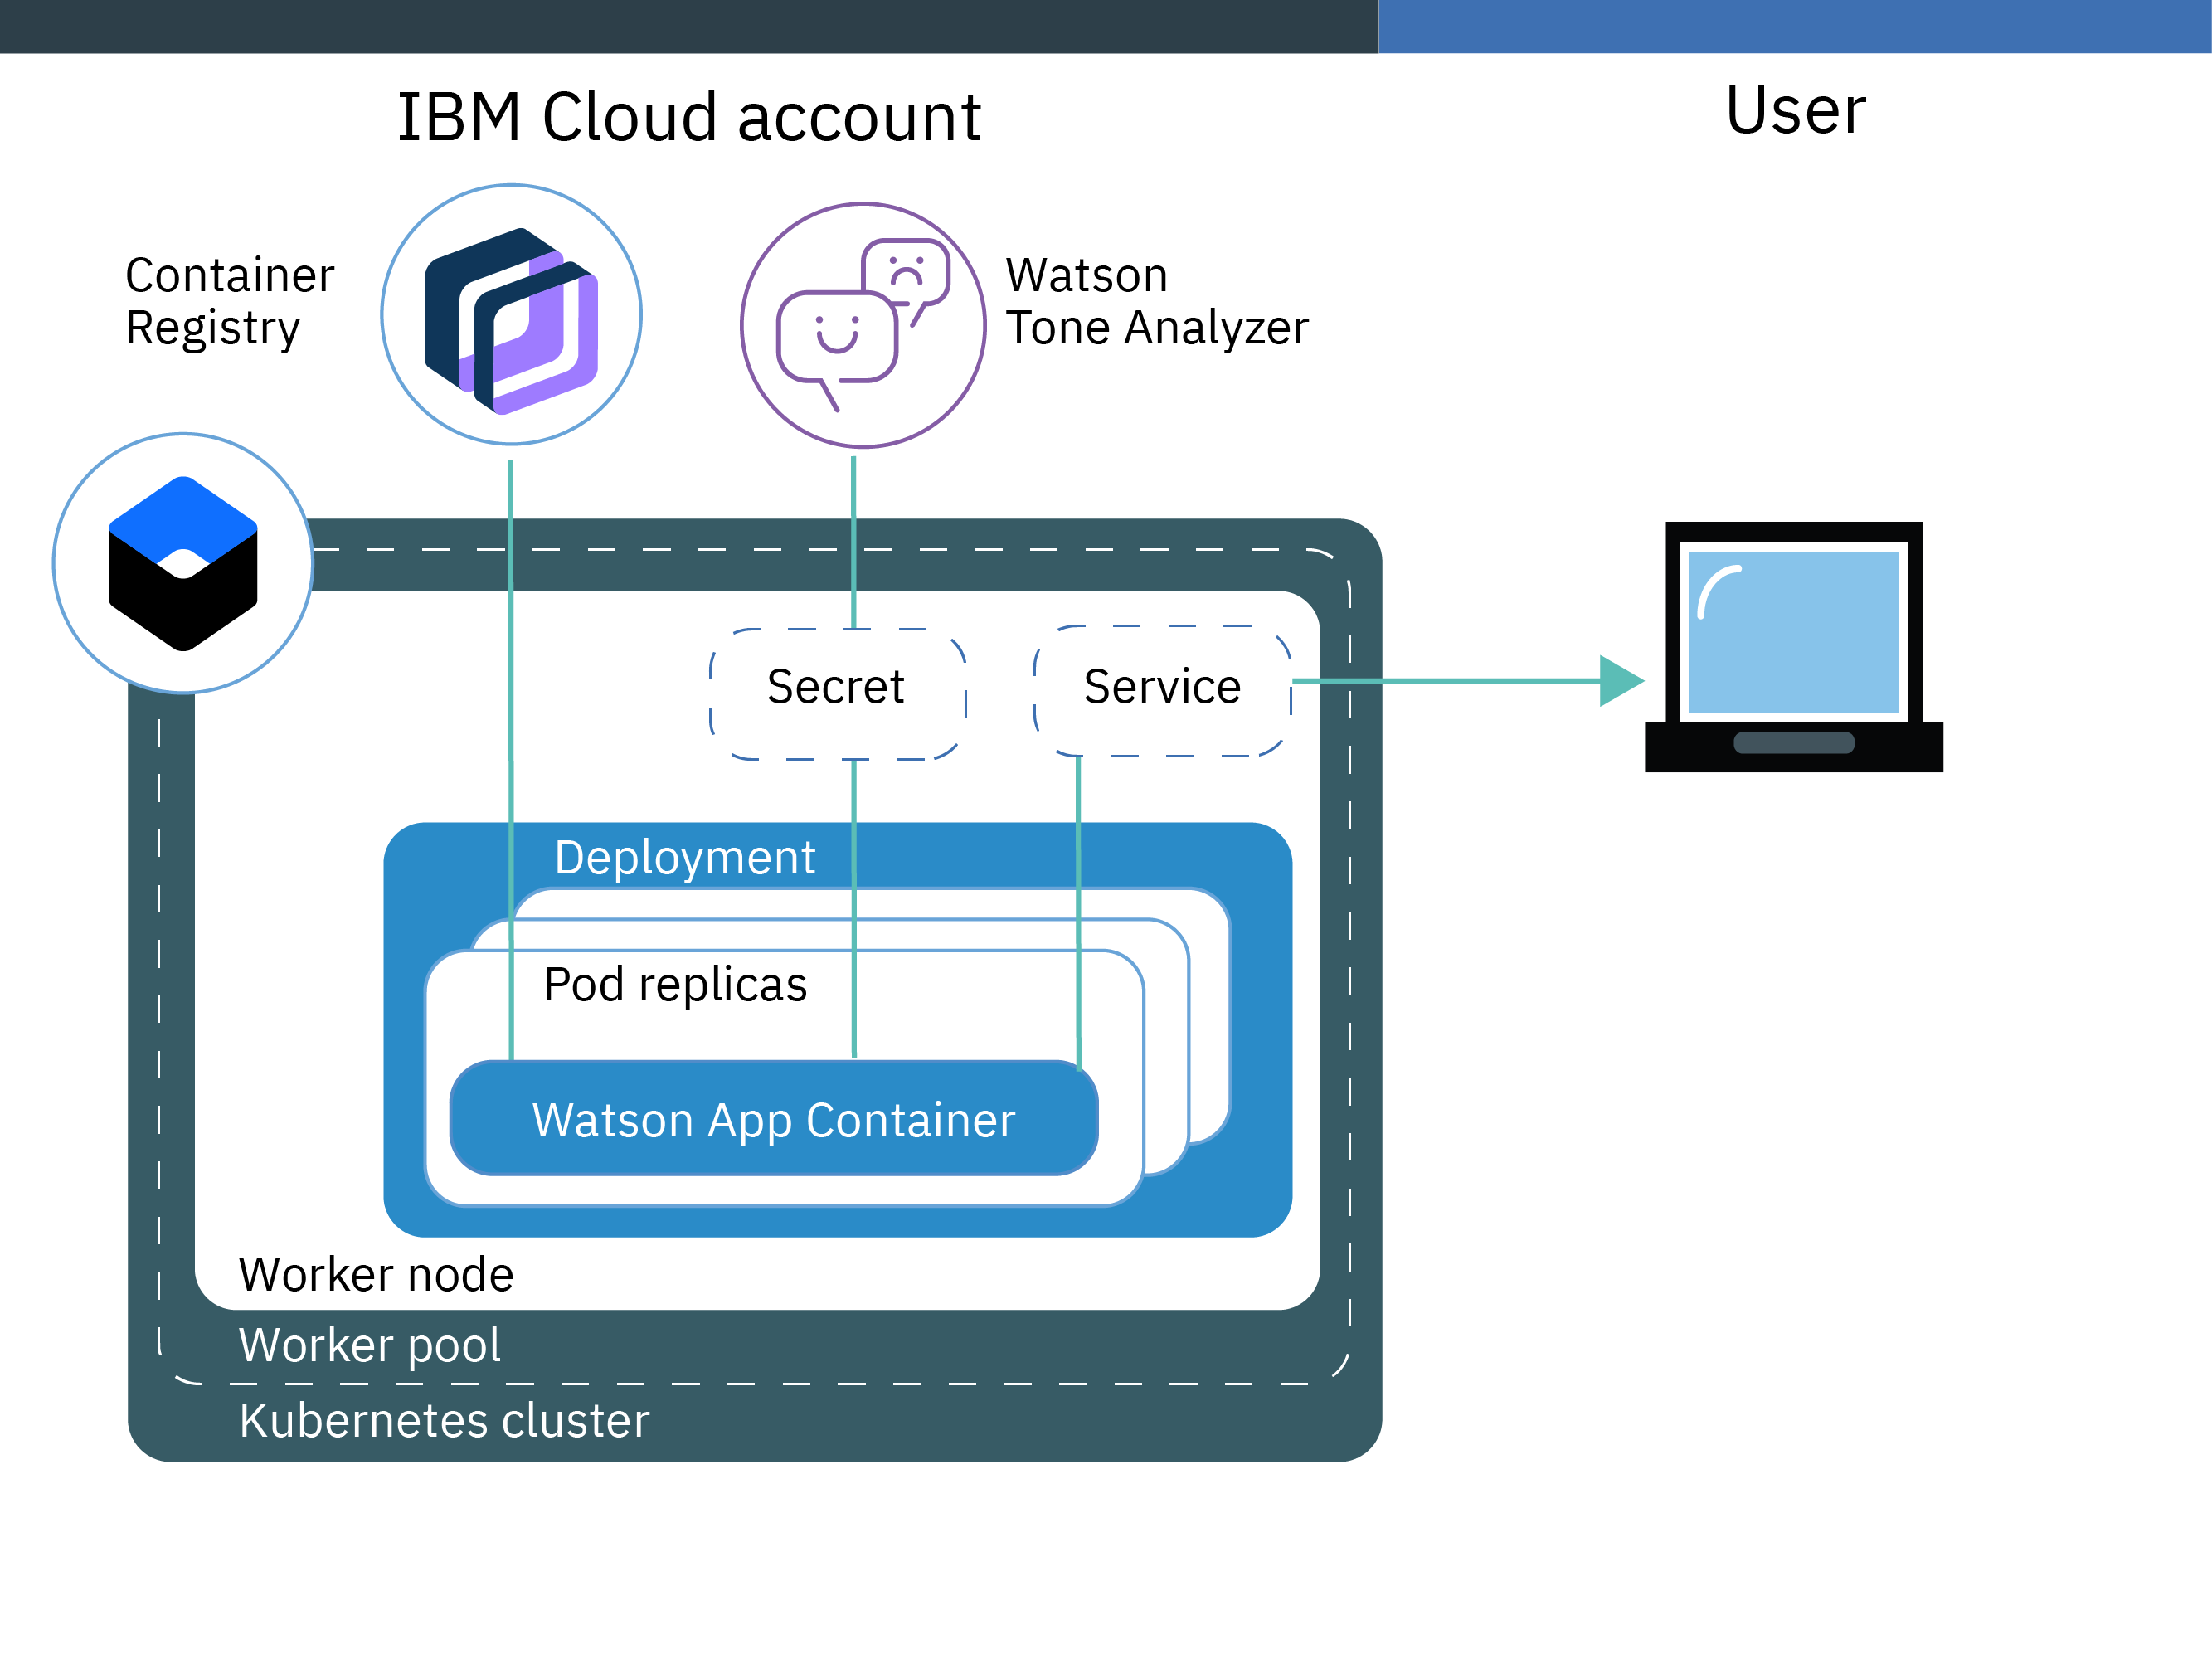 IBM Cloud account
User
Container
Registry
Watson
Tone Analyzer
Secret
Service
Deployment
Pod replicas
Watson App Container
Worker node
Worker pool
Kubernetes cluster